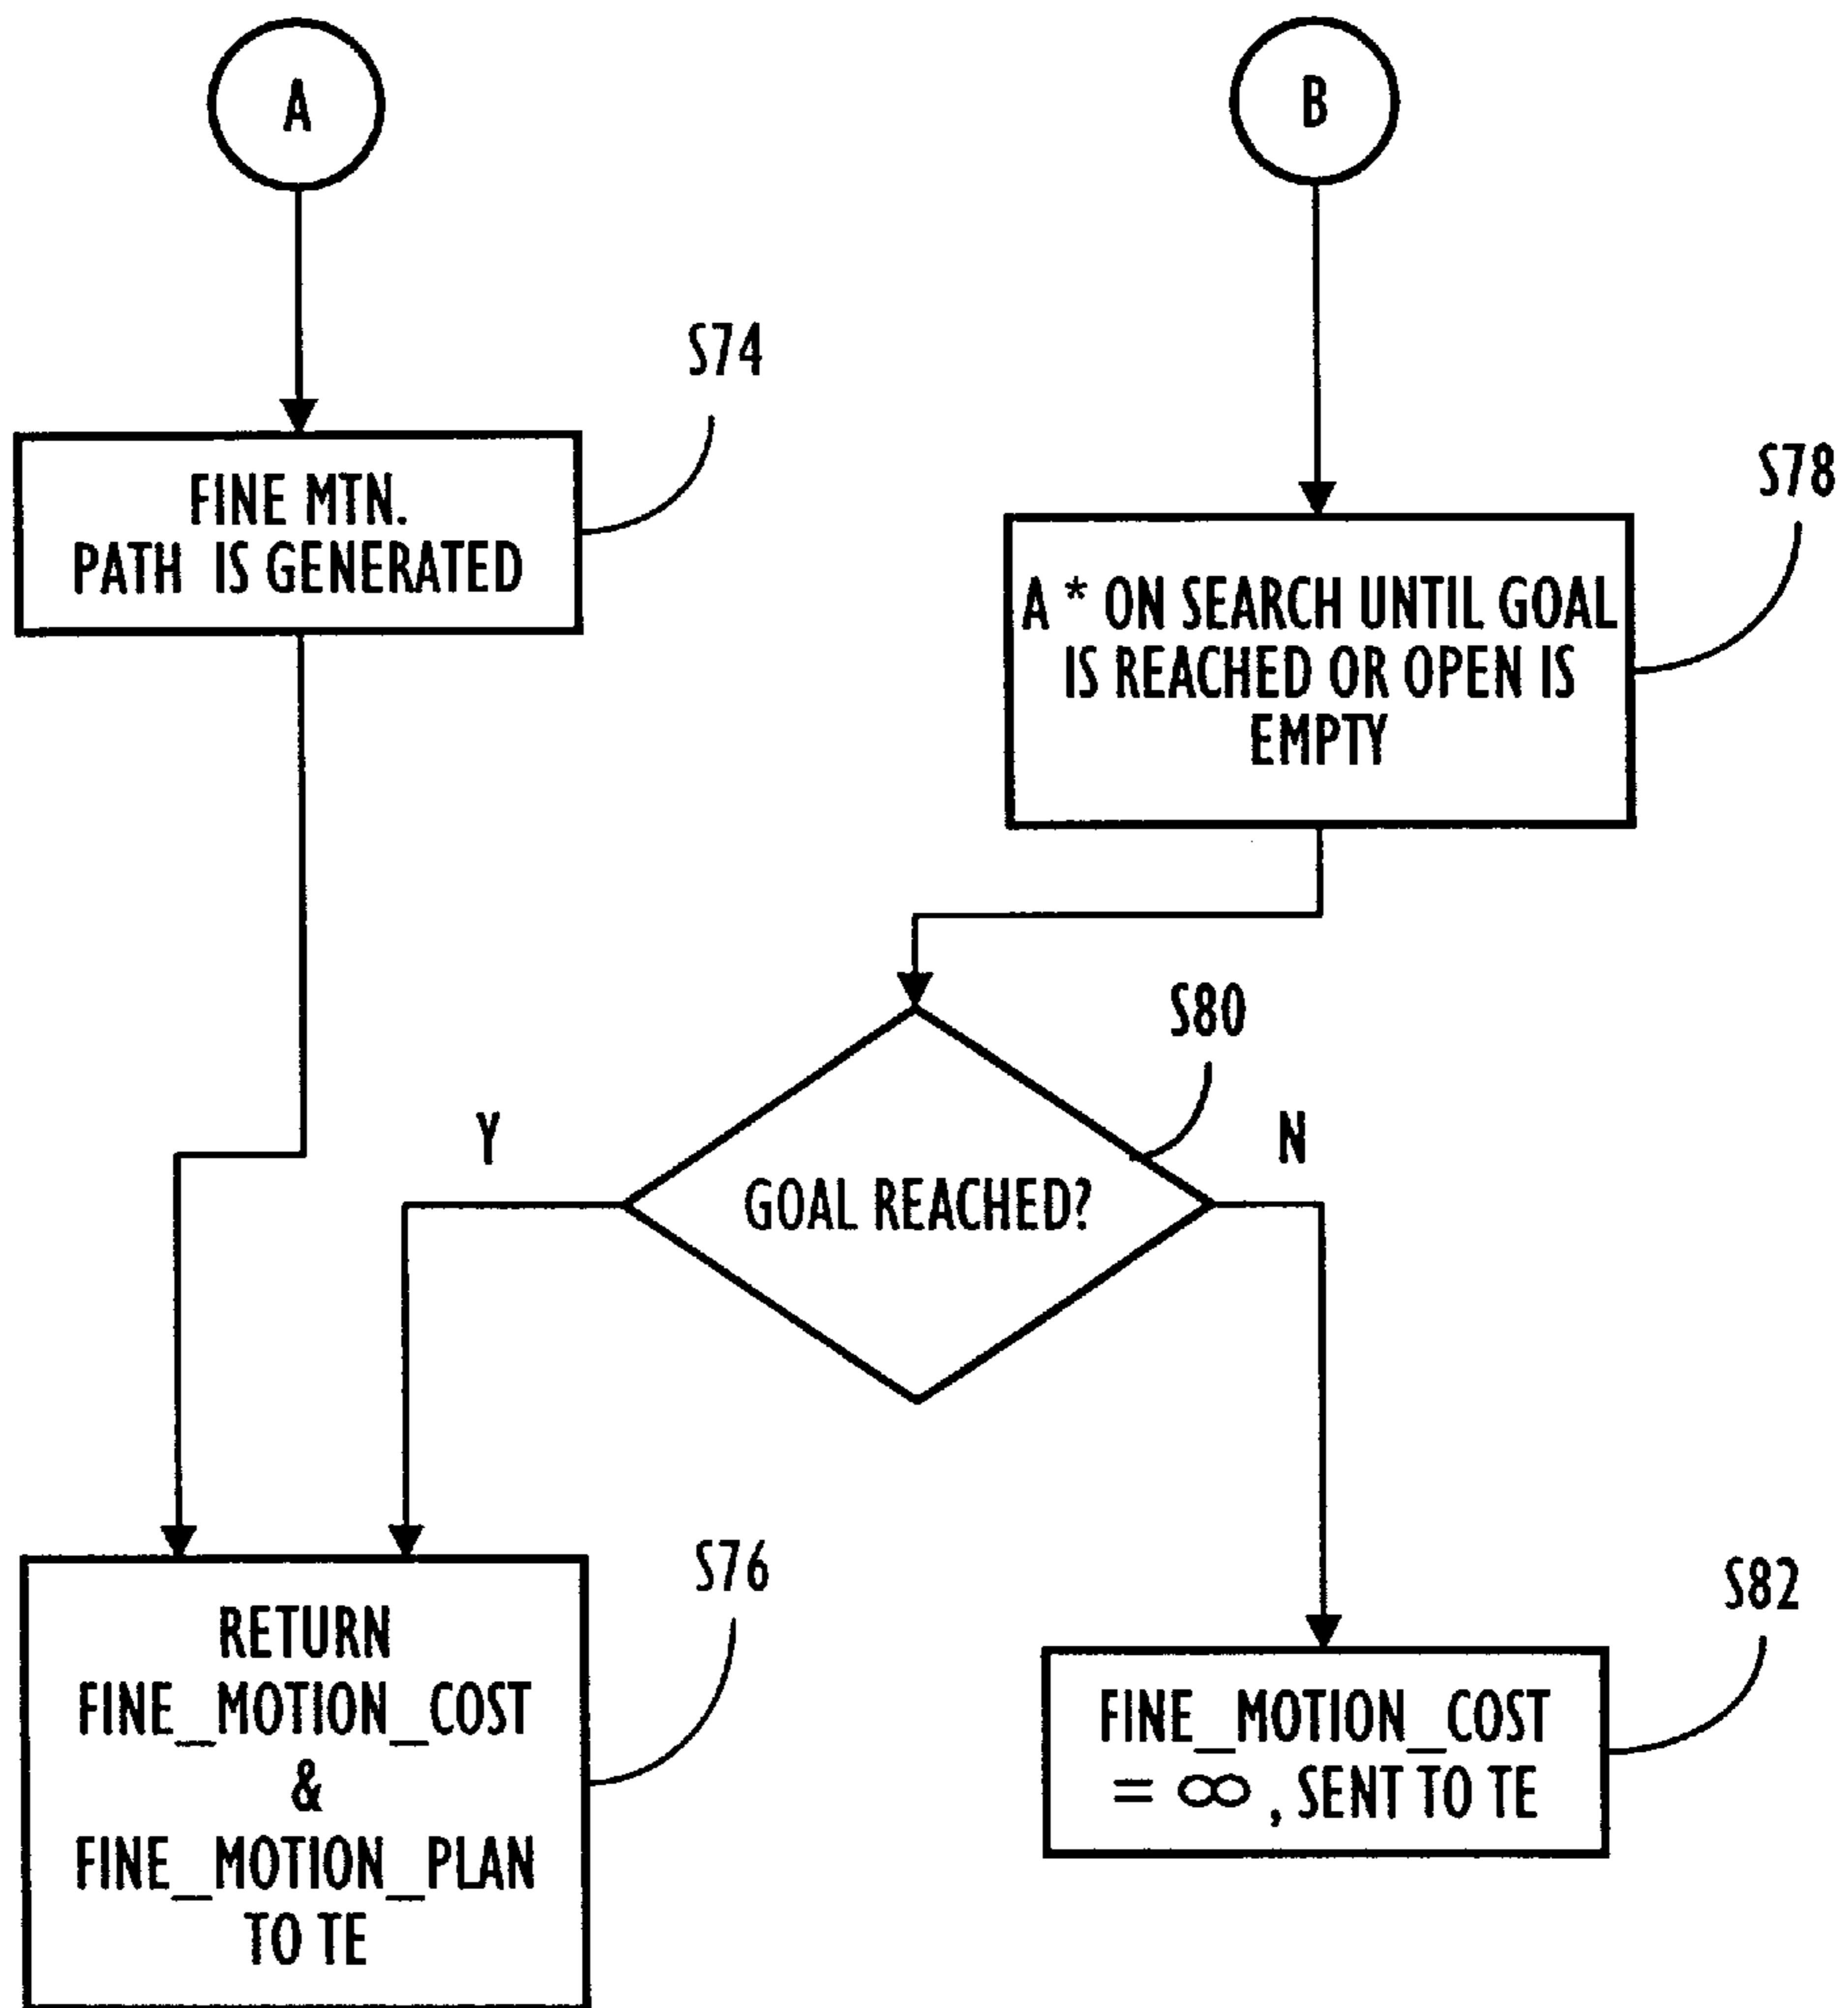 A
B
S74
FINE MTN.
PATH IS GENERATED
S78
A * ON SEARCH UNTIL GOAL
IS REACHED OR OPEN IS
EMPTY
S80
Y
N
GOAL REACHED?
S76
RETURN
FINE_MOTION_COST
&
FINE_MOTION_PLAN
TO TE
S82
FINE_MOTION_COST
= ∞, SENT TO TE